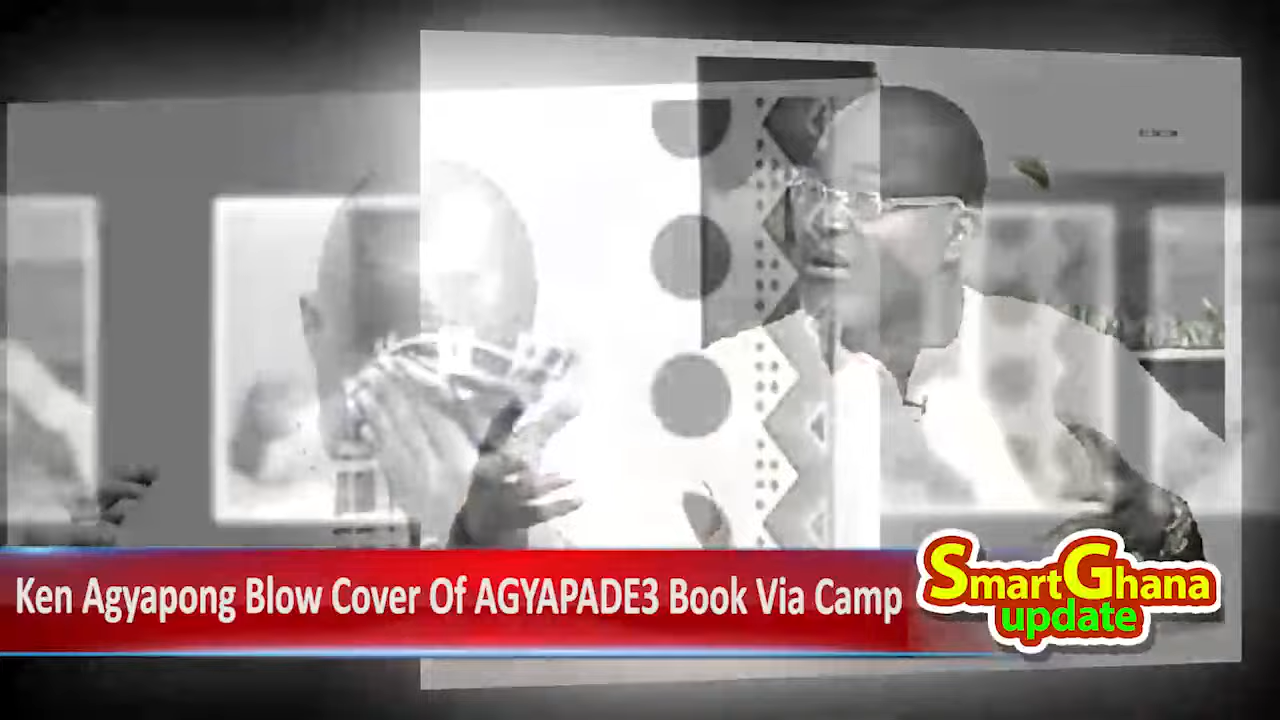 Ken Agyapong Blow Cover Of AGYAPADE3 Book Via Camp
SmartGhana
update